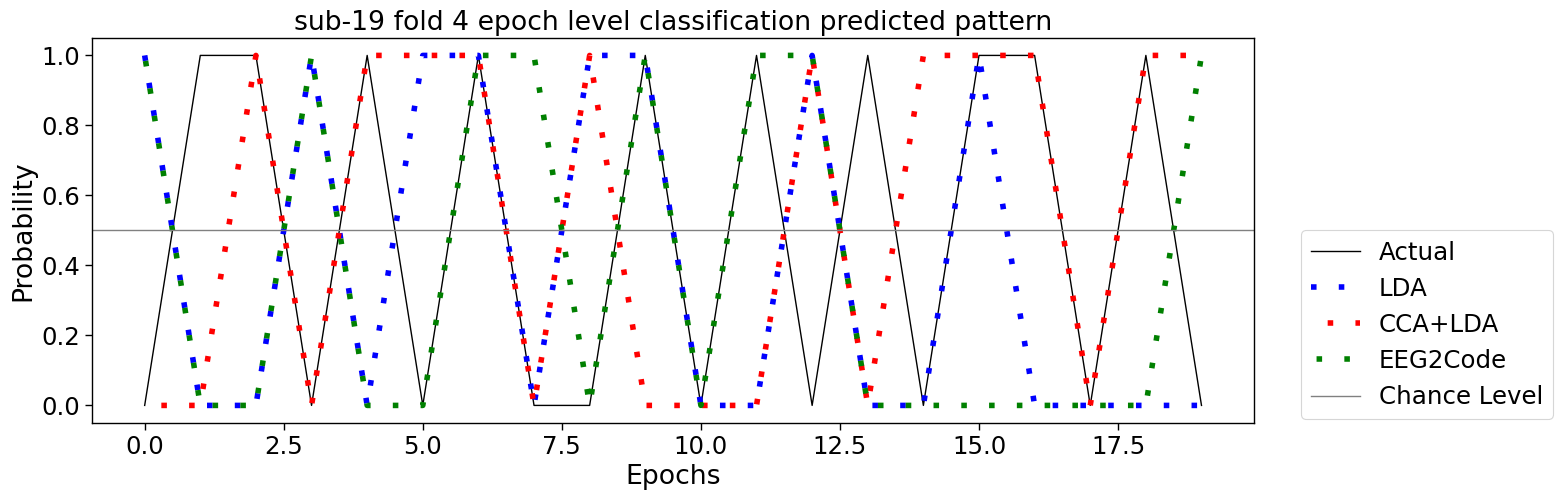 sub-19 fold 4 epoch level classification predicted pattern
Probability
1.0
0.8
0.6
0.4
0.2
0.0
0.0
2.5
5.0
7.5
10.0
12.5
15.0
17.5
Epochs
Actual
LDA
CCA+LDA
EEG2Code
Chance Level